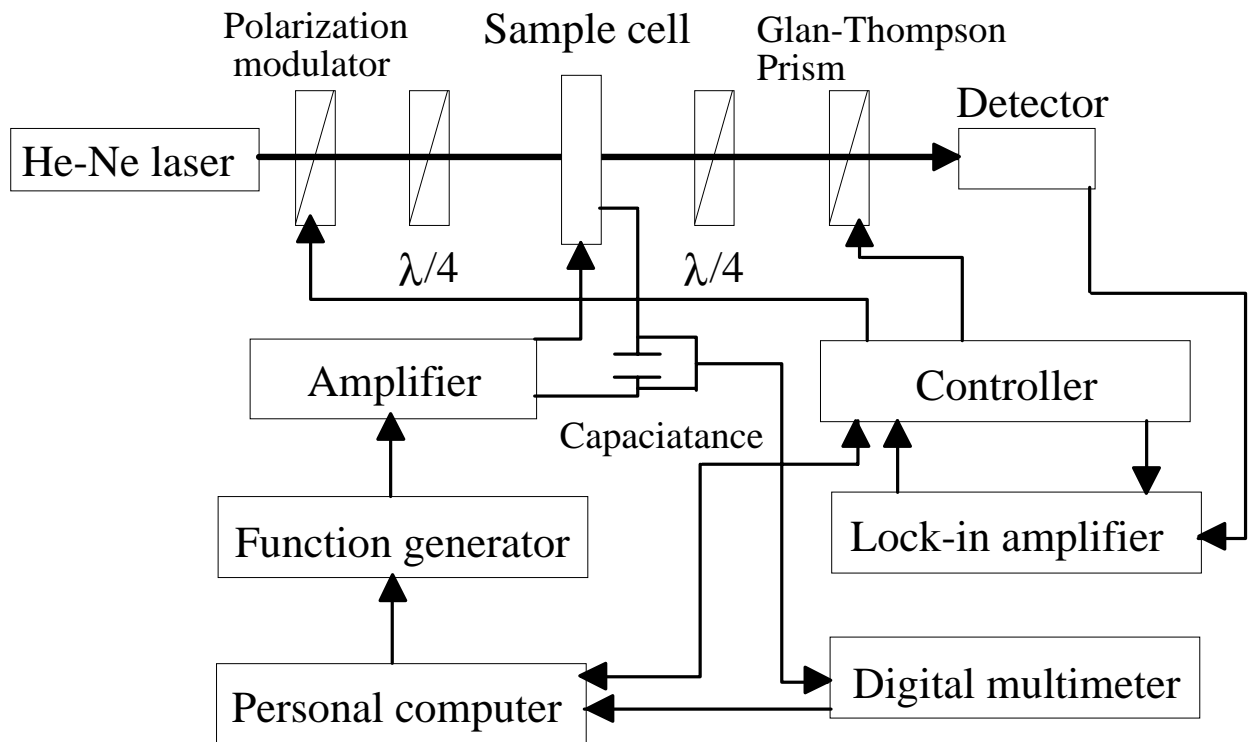 Polarization
modulator
Sample cell
Glan-Thompson
Prism
Detector
He-Ne laser
λ/4
λ/4
Amplifier
Capaciatance
Controller
Function generator
Lock-in amplifier
Personal computer
Digital multimeter